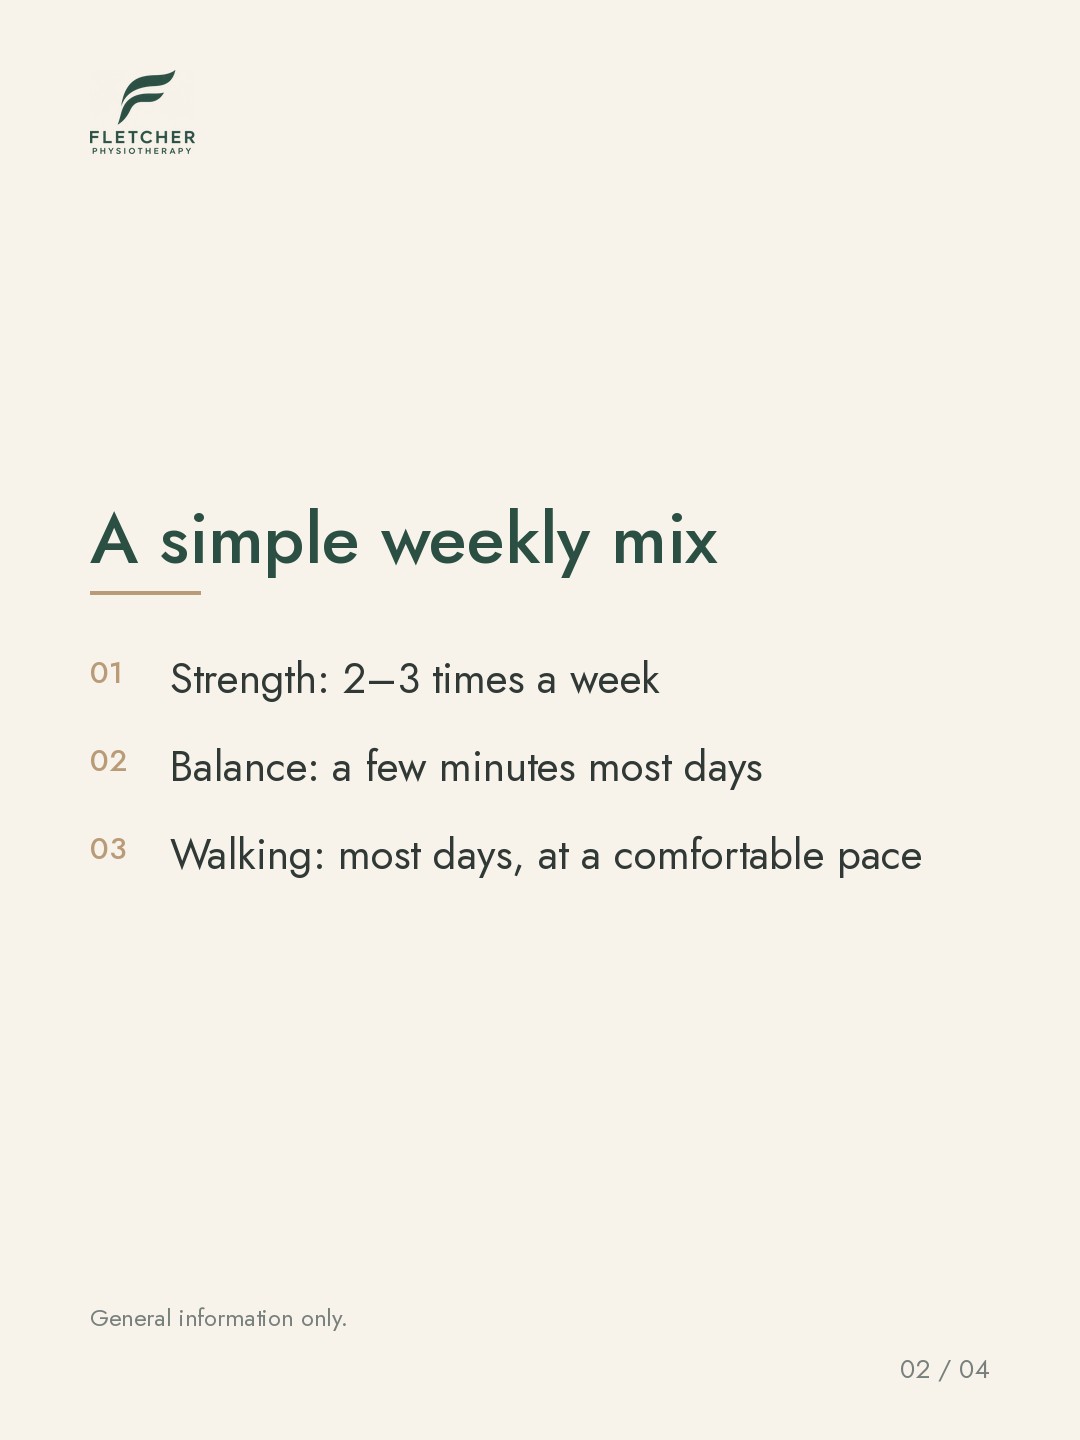 FLETCHER
PHYSIOTHERAPY
A simple weekly mix
01 Strength: 2–3 times a week
02 Balance: a few minutes most days
03 Walking: most days, at a comfortable pace
General information only.
02 / 04